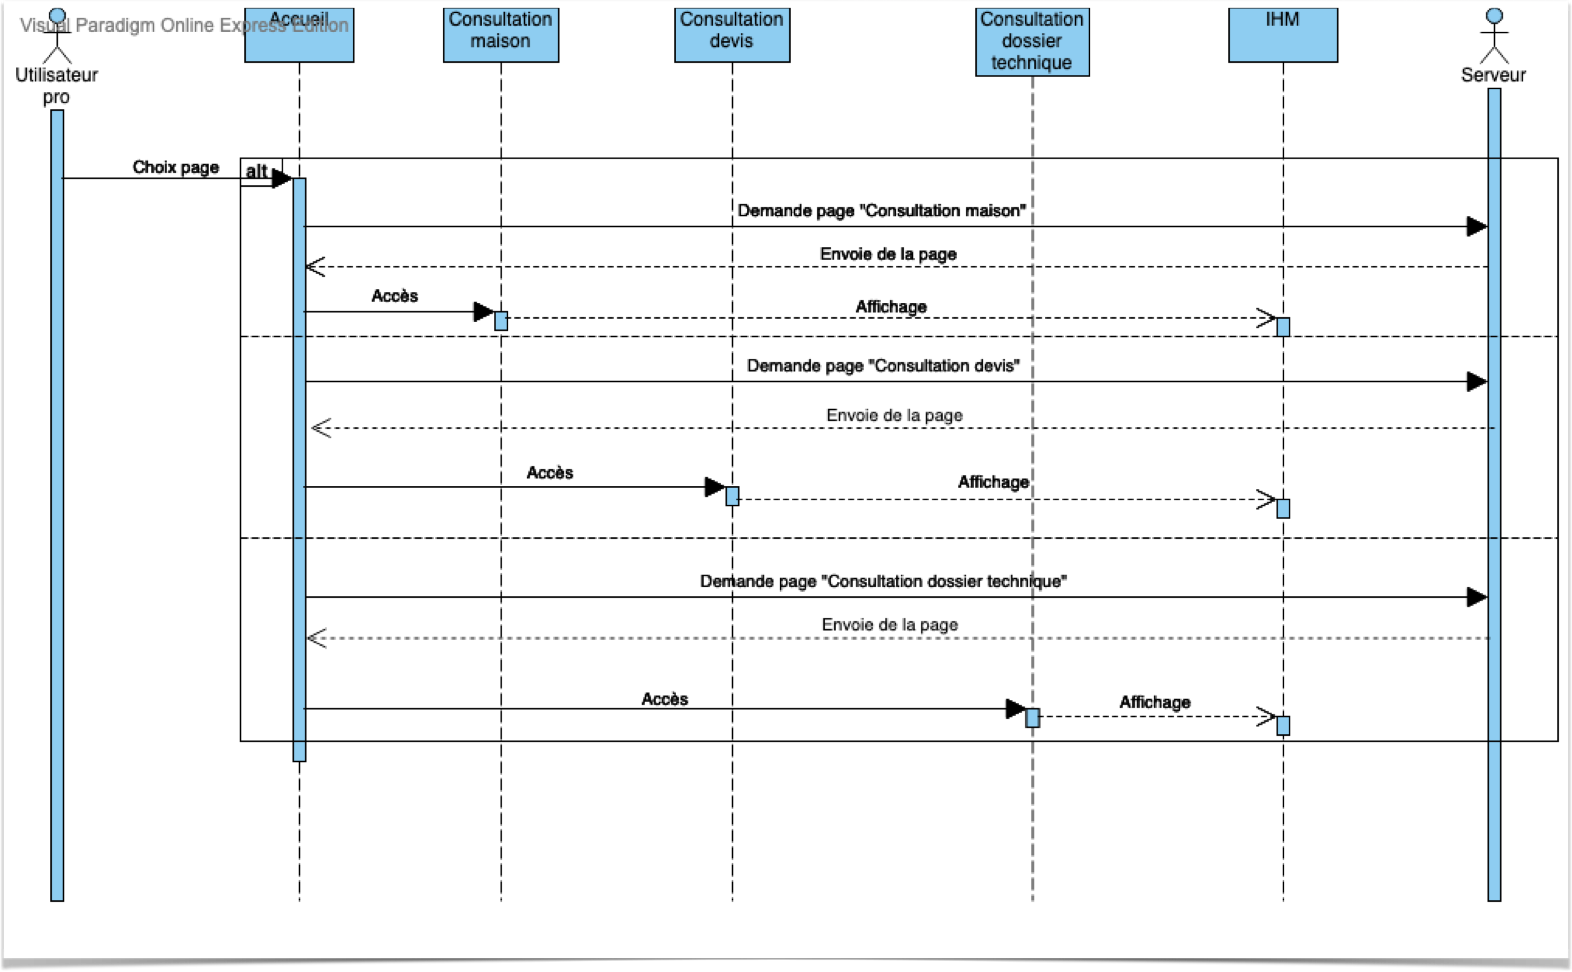 Visual Paradigm Online Express Edition
Utilisateur
pro
Accueil
Consultation
maison
Consultation
devis
Consultation
dossier
technique
IHM
Serveur
Choix page
alt
Demande page "Consultation maison"
Envoie de la page
Accès
Affichage
Demande page "Consultation devis"
Envoie de la page
Accès
Affichage
Demande page "Consultation dossier technique"
Envoie de la page
Accès
Affichage